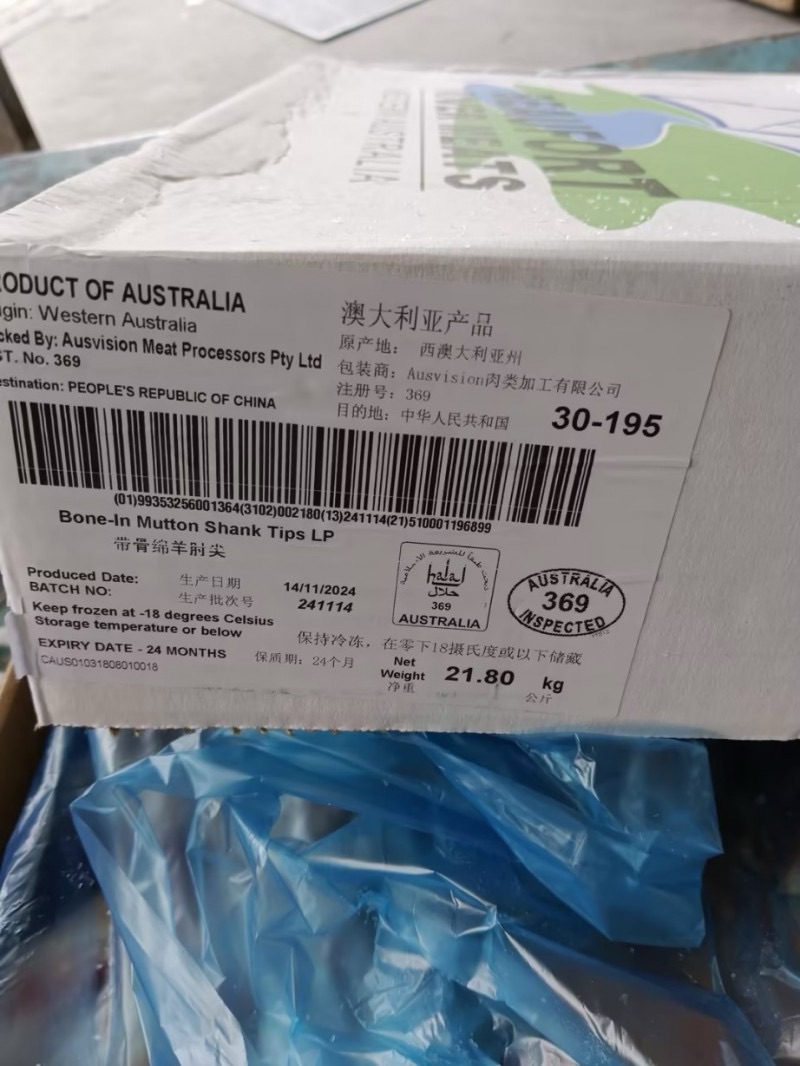 WESTERN AUSTRALIA
ODUCT OF AUSTRALIA
gin: Western Australia
cked By: Ausvision Meat Processors Pty Ltd
ST. No. 369
estination: PEOPLE'S REPUBLIC OF CHINA
澳大利亚产品
原产地： 西澳大利亚州
包装商：Ausvision肉类加工有限公司
注册号：369
目的地：中华人民共和国
30-195
(01)99353256001364(3102)002180(13)241114(21)510001196899
Bone-In Mutton Shank Tips LP
带骨绵羊肘尖
Produced Date: 生产日期 14/11/2024
BATCH NO: 生产批次号 241114
Keep frozen at -18 degrees Celsius
Storage temperature or below
保持冷冻，在零下18摄氏度或以下储藏
EXPIRY DATE - 24 MONTHS 保质期：24个月
CAUS01031808010018
Net Weight 21.80 kg
净重 公斤
halal
حلال
369
AUSTRALIA
AUSTRALIA
369
INSPECTED